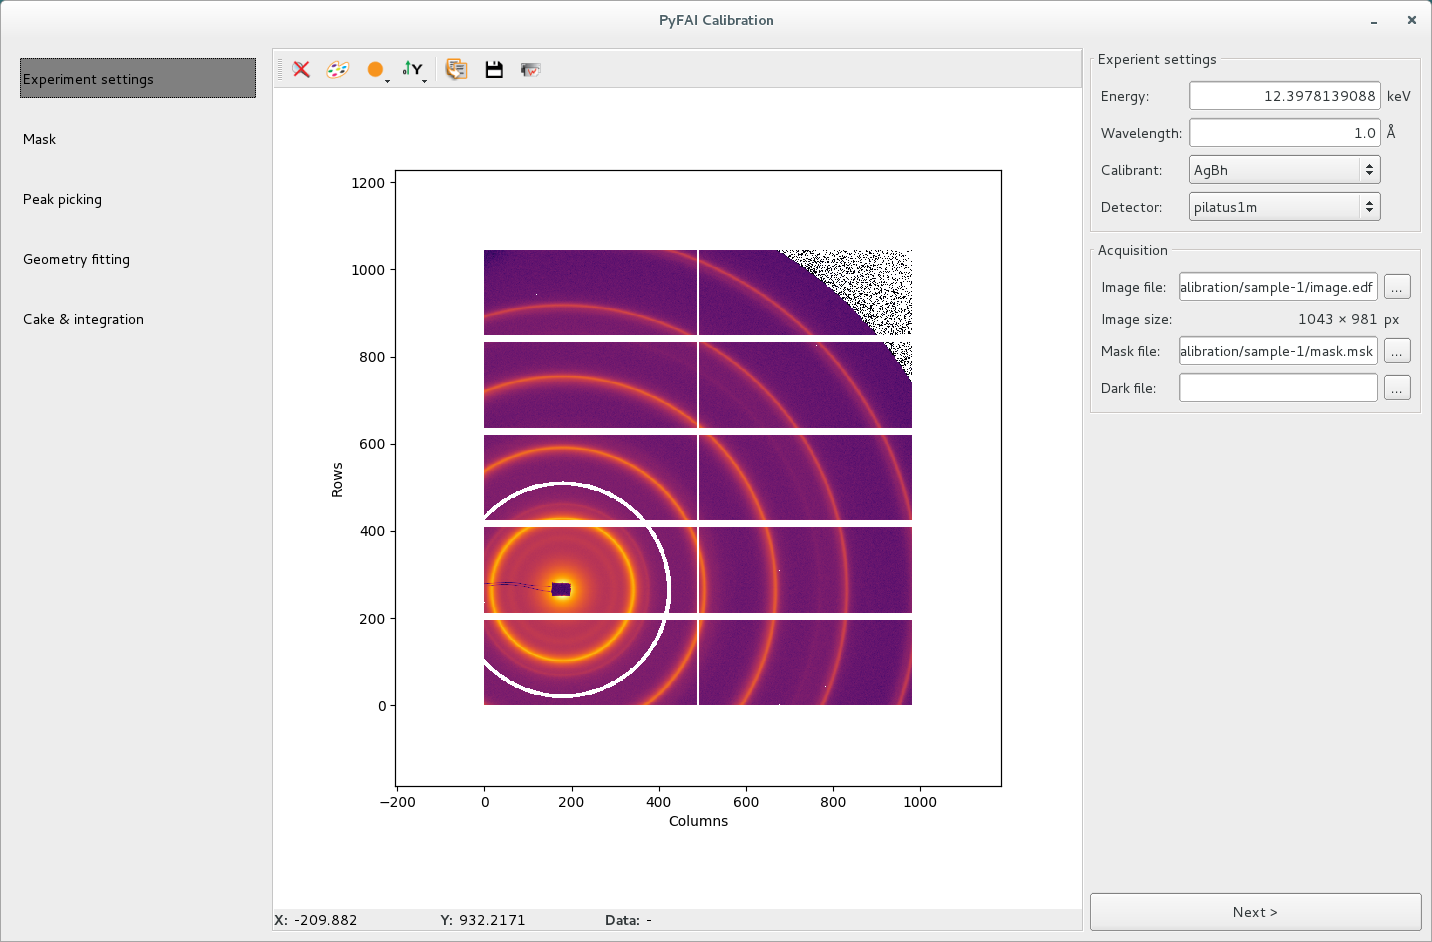 PyFAI Calibration
Experiment settings
Mask
Peak picking
Geometry fitting
Cake & integration
Y
1200
1000
800
600
400
200
0
Rows
−200 0 200 400 600 800 1000
Columns
X: -209.882 Y: 932.2171 Data: -
Experient settings
Energy: 12.3978139088 keV
Wavelength: 1.0 Å
Calibrant: AgBh
Detector: pilatus1m
Acquisition
Image file: alibration/sample-1/image.edf ...
Image size: 1043 × 981 px
Mask file: alibration/sample-1/mask.msk ...
Dark file: ...
Next >